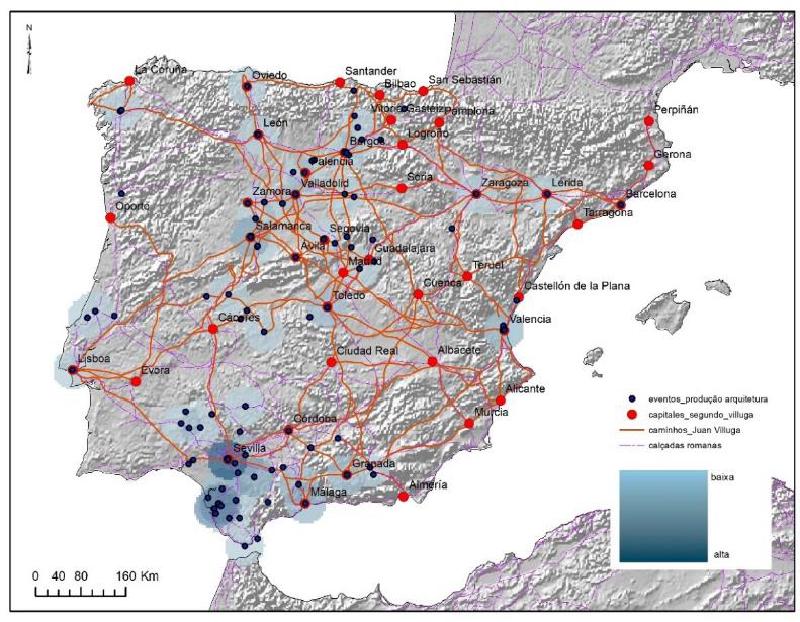 N
La Coruña
Oviedo
Santander
Bilbao
San Sebastián
Vitoria Gasteiz
Pamplona
León
Burgos
Logroño
Perpiñán
Palencia
Gerona
Soria
Valladolid
Zamora
Zaragoza
Lérida
Barcelona
Oporto
Tarragona
Salamanca
Segovia
Avila
Guadalajara
Madrid
Teruel
Cuenca
Castellón de la Plana
Toledo
Cáceres
Valencia
Lisboa
Evora
Ciudad Real
Albacete
Alicante
Murcia
Córdoba
Sevilla
Granada
Málaga
Almería
eventos_produção arquitetura
capitales_segundo_villuga
caminhos_Juan Villuga
calçadas romanas
baixa
alta
0 40 80 160 Km